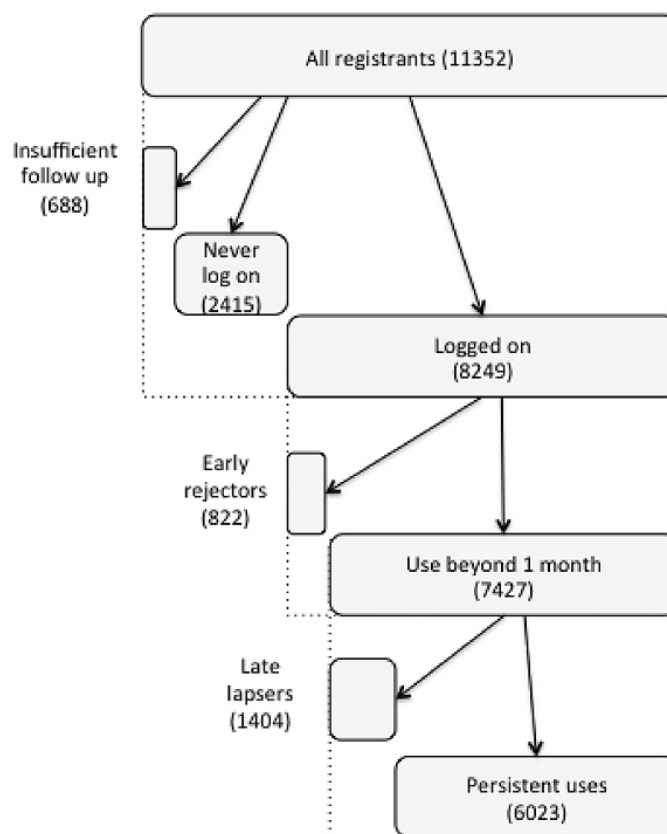 All registrants (11352)
Insufficient
follow up
(688)
Never
log on
(2415)
Logged on
(8249)
Early
rejectors
(822)
Use beyond 1 month
(7427)
Late
lapsers
(1404)
Persistent uses
(6023)